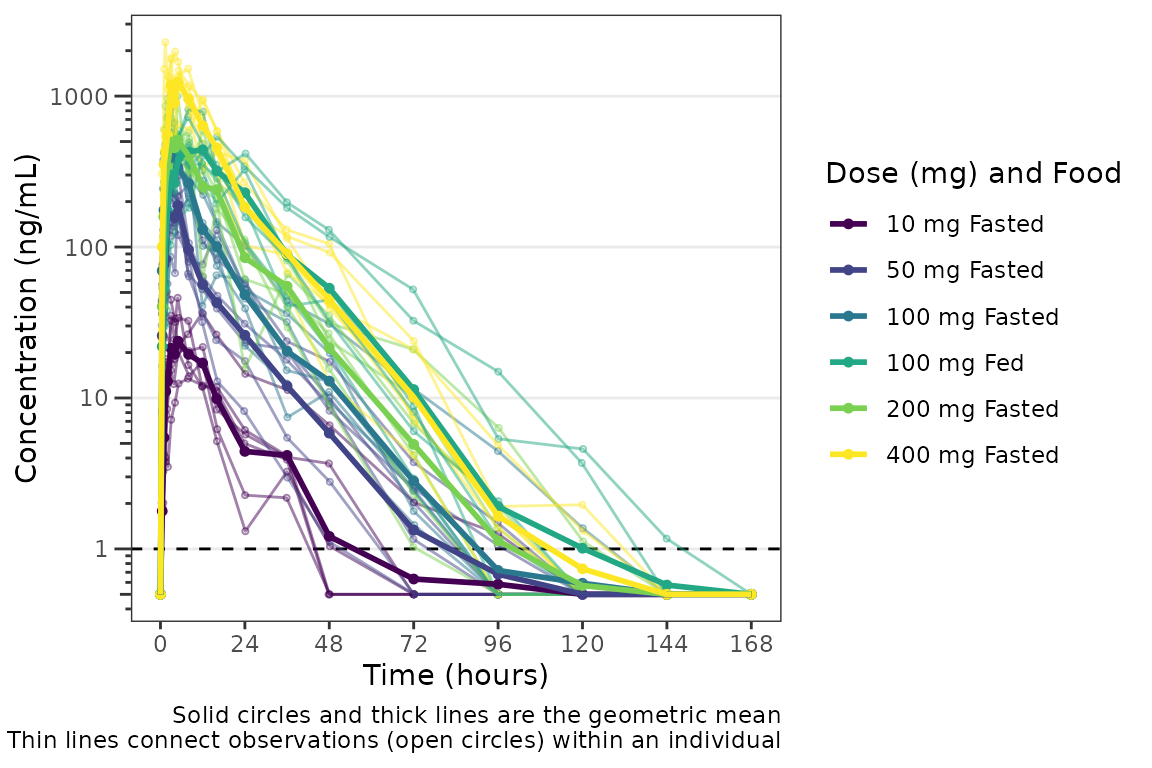 Concentration (ng/mL)
1000
100
10
1
0 24 48 72 96 120 144 168
Time (hours)
Dose (mg) and Food
10 mg Fasted
50 mg Fasted
100 mg Fasted
100 mg Fed
200 mg Fasted
400 mg Fasted
Solid circles and thick lines are the geometric mean
Thin lines connect observations (open circles) within an individual